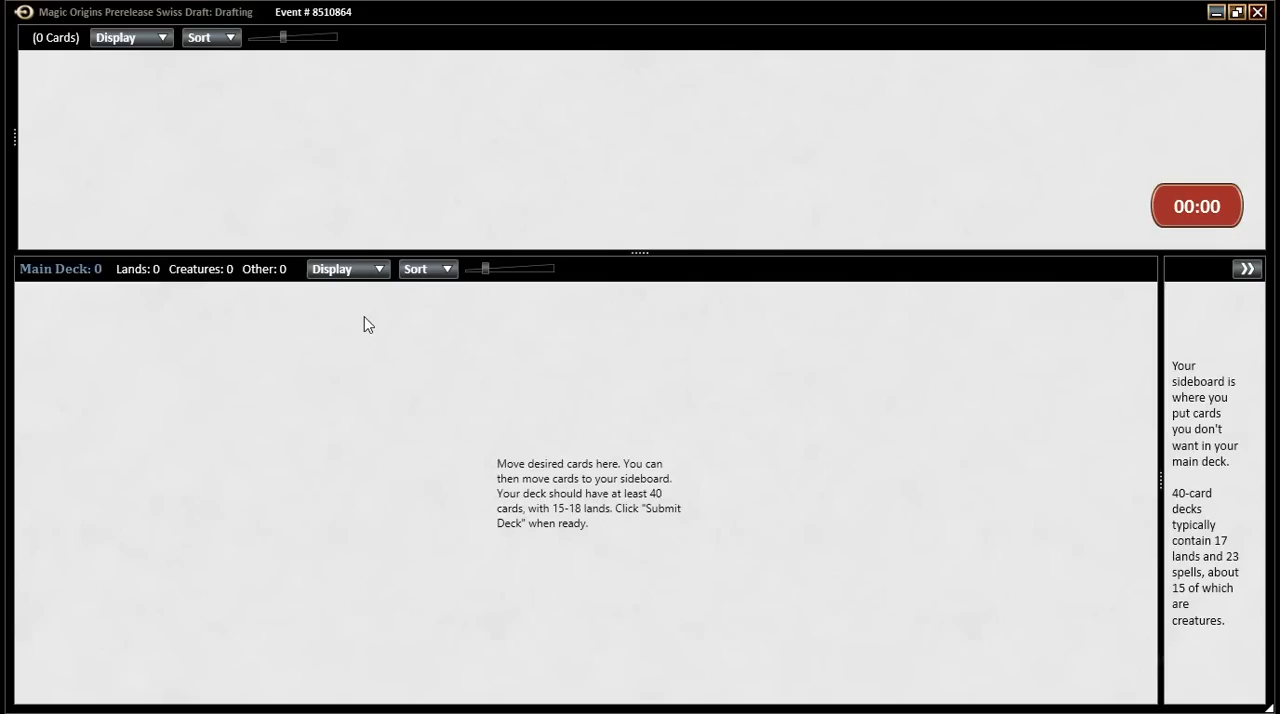 Magic Origins Prerelease Swiss Draft: Drafting Event # 8510864
(0 Cards) Display Sort
00:00
Main Deck: 0 Lands: 0 Creatures: 0 Other: 0 Display Sort
Move desired cards here. You can
then move cards to your sideboard.
Your deck should have at least 40
cards, with 15-18 lands. Click "Submit
Deck" when ready.
Your
sideboard is
where you
put cards
you don't
want in your
main deck.
40-card
decks
typically
contain 17
lands and 23
spells, about
15 of which
are
creatures.